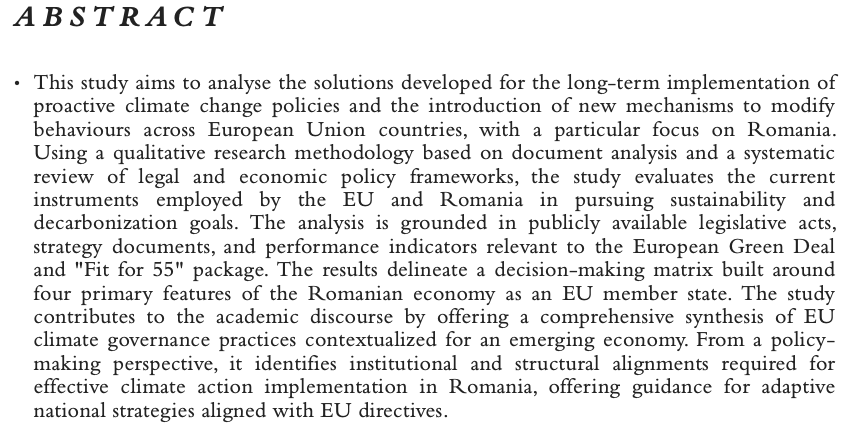 ABSTRACT
• This study aims to analyse the solutions developed for the long-term implementation of
proactive climate change policies and the introduction of new mechanisms to modify
behaviours across European Union countries, with a particular focus on Romania.
Using a qualitative research methodology based on document analysis and a systematic
review of legal and economic policy frameworks, the study evaluates the current
instruments employed by the EU and Romania in pursuing sustainability and
decarbonization goals. The analysis is grounded in publicly available legislative acts,
strategy documents, and performance indicators relevant to the European Green Deal
and "Fit for 55" package. The results delineate a decision-making matrix built around
four primary features of the Romanian economy as an EU member state. The study
contributes to the academic discourse by offering a comprehensive synthesis of EU
climate governance practices contextualized for an emerging economy. From a policy-
making perspective, it identifies institutional and structural alignments required for
effective climate action implementation in Romania, offering guidance for adaptive
national strategies aligned with EU directives.